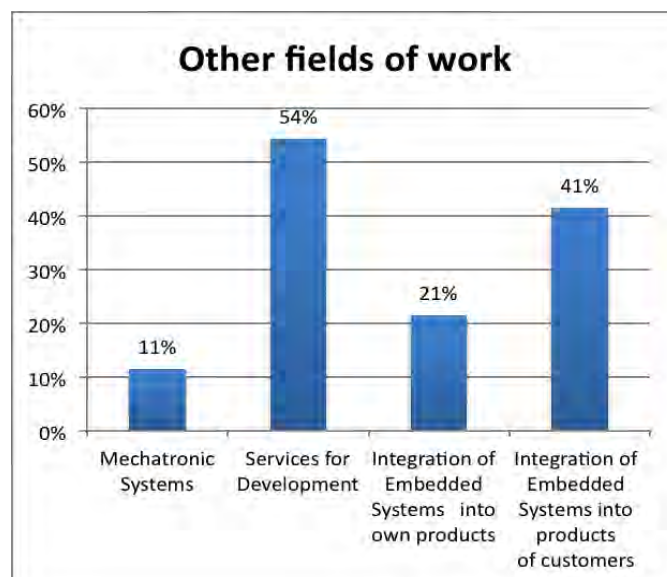 Other fields of work
60%
50%
40%
30%
20%
10%
0%
54%
41%
21%
11%
Mechatronic
Systems
Services for
Development
Integration of
Embedded
Systems into
own products
Integration of
Embedded
Systems into
products
of customers